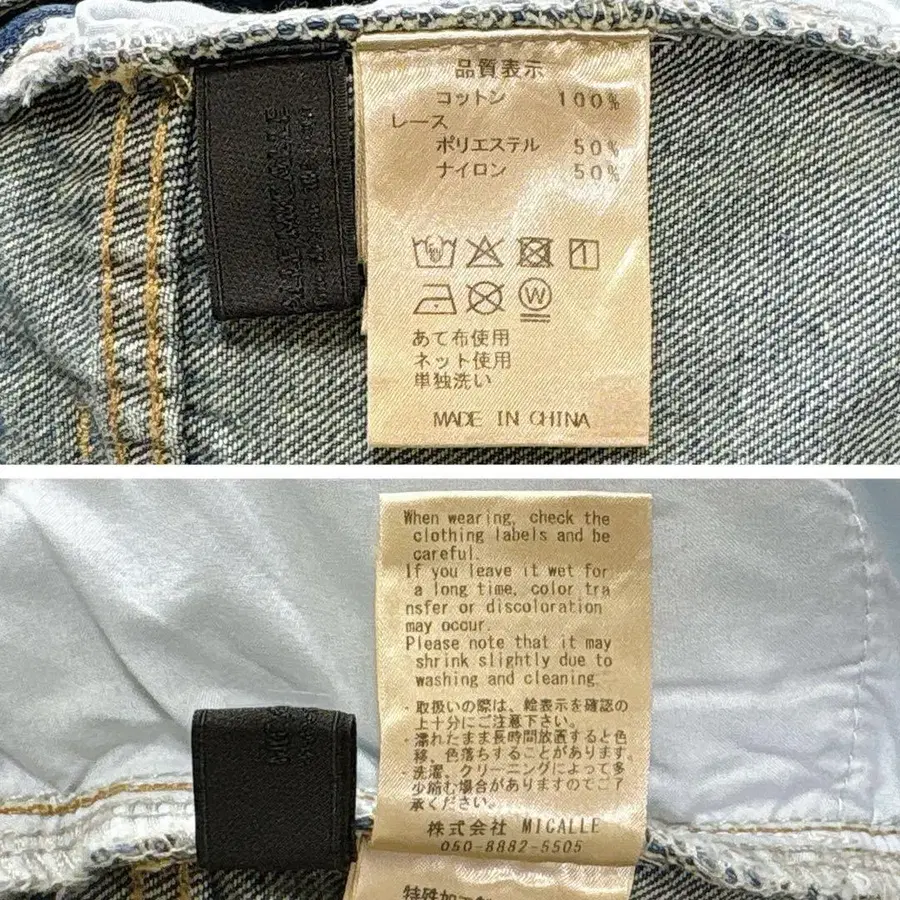 品質表示
コットン 100%
レース
ポリエステル 50%
ナイロン 50%
あて布使用
ネット使用
単独洗い
MADE IN CHINA
When wearing, check the
clothing labels and be
careful.
If you leave it wet for
a long time, color tra
nsfer or discoloration
may occur.
Please note that it may
shrink slightly due to
washing and cleaning.
・取扱いの際は、絵表示を確認の
上十分にご注意下さい。
・濡れたまま長時間放置すると色
移、色落ちすることがあります。
・洗濯、クリーニングによって多
少縮む場合がありますのでご了
承ください。
株式会社 MICALLE
050-8882-5505